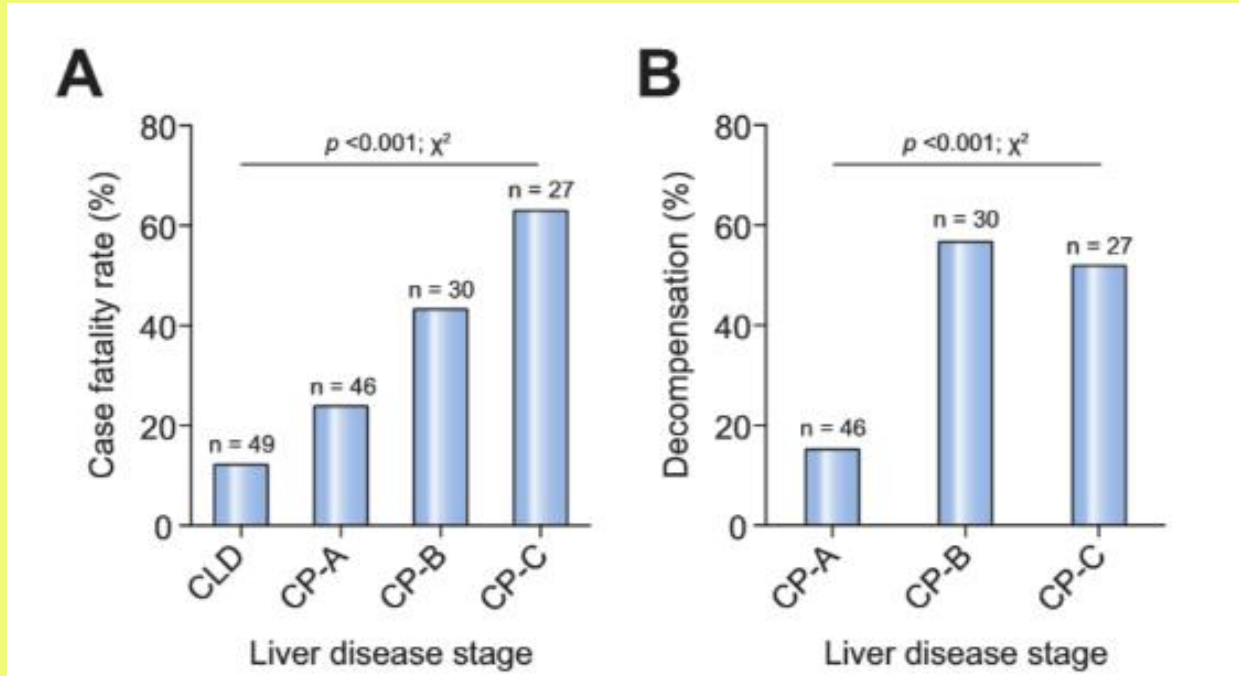 A
Case fatality rate (%)
80
60
40
20
0
p <0.001; χ²
n = 49
n = 46
n = 30
n = 27
CLD
CP-A
CP-B
CP-C
Liver disease stage
B
Decompensation (%)
80
60
40
20
0
p <0.001; χ²
n = 46
n = 30
n = 27
CP-A
CP-B
CP-C
Liver disease stage